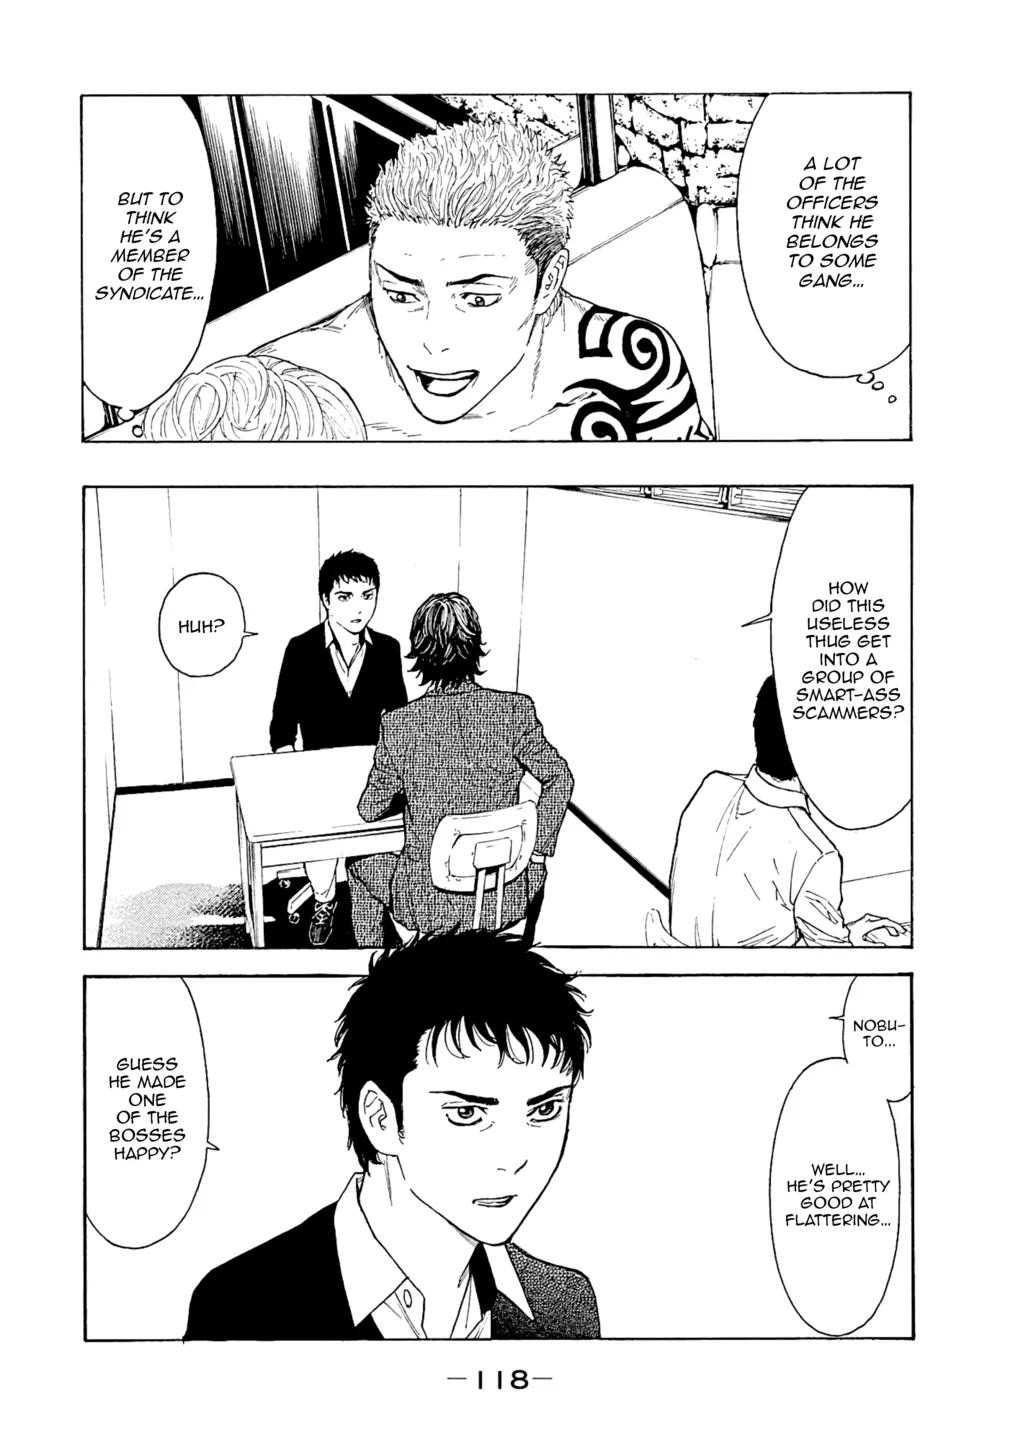 A LOT
OF THE
OFFICERS
THINK HE
BELONGS
TO SOME
GANG...
BUT TO
THINK
HE'S A
MEMBER
OF THE
SYNDICATE...
HOW
DID THIS
USELESS
THUG GET
INTO A
GROUP OF
SMART-ASS
SCAMMERS?
HUH?
NOBU-
TO...
WELL...
HE'S PRETTY
GOOD AT
FLATTERING...
GUESS
HE MADE
ONE
OF THE
BOSSES
HAPPY?
-118-